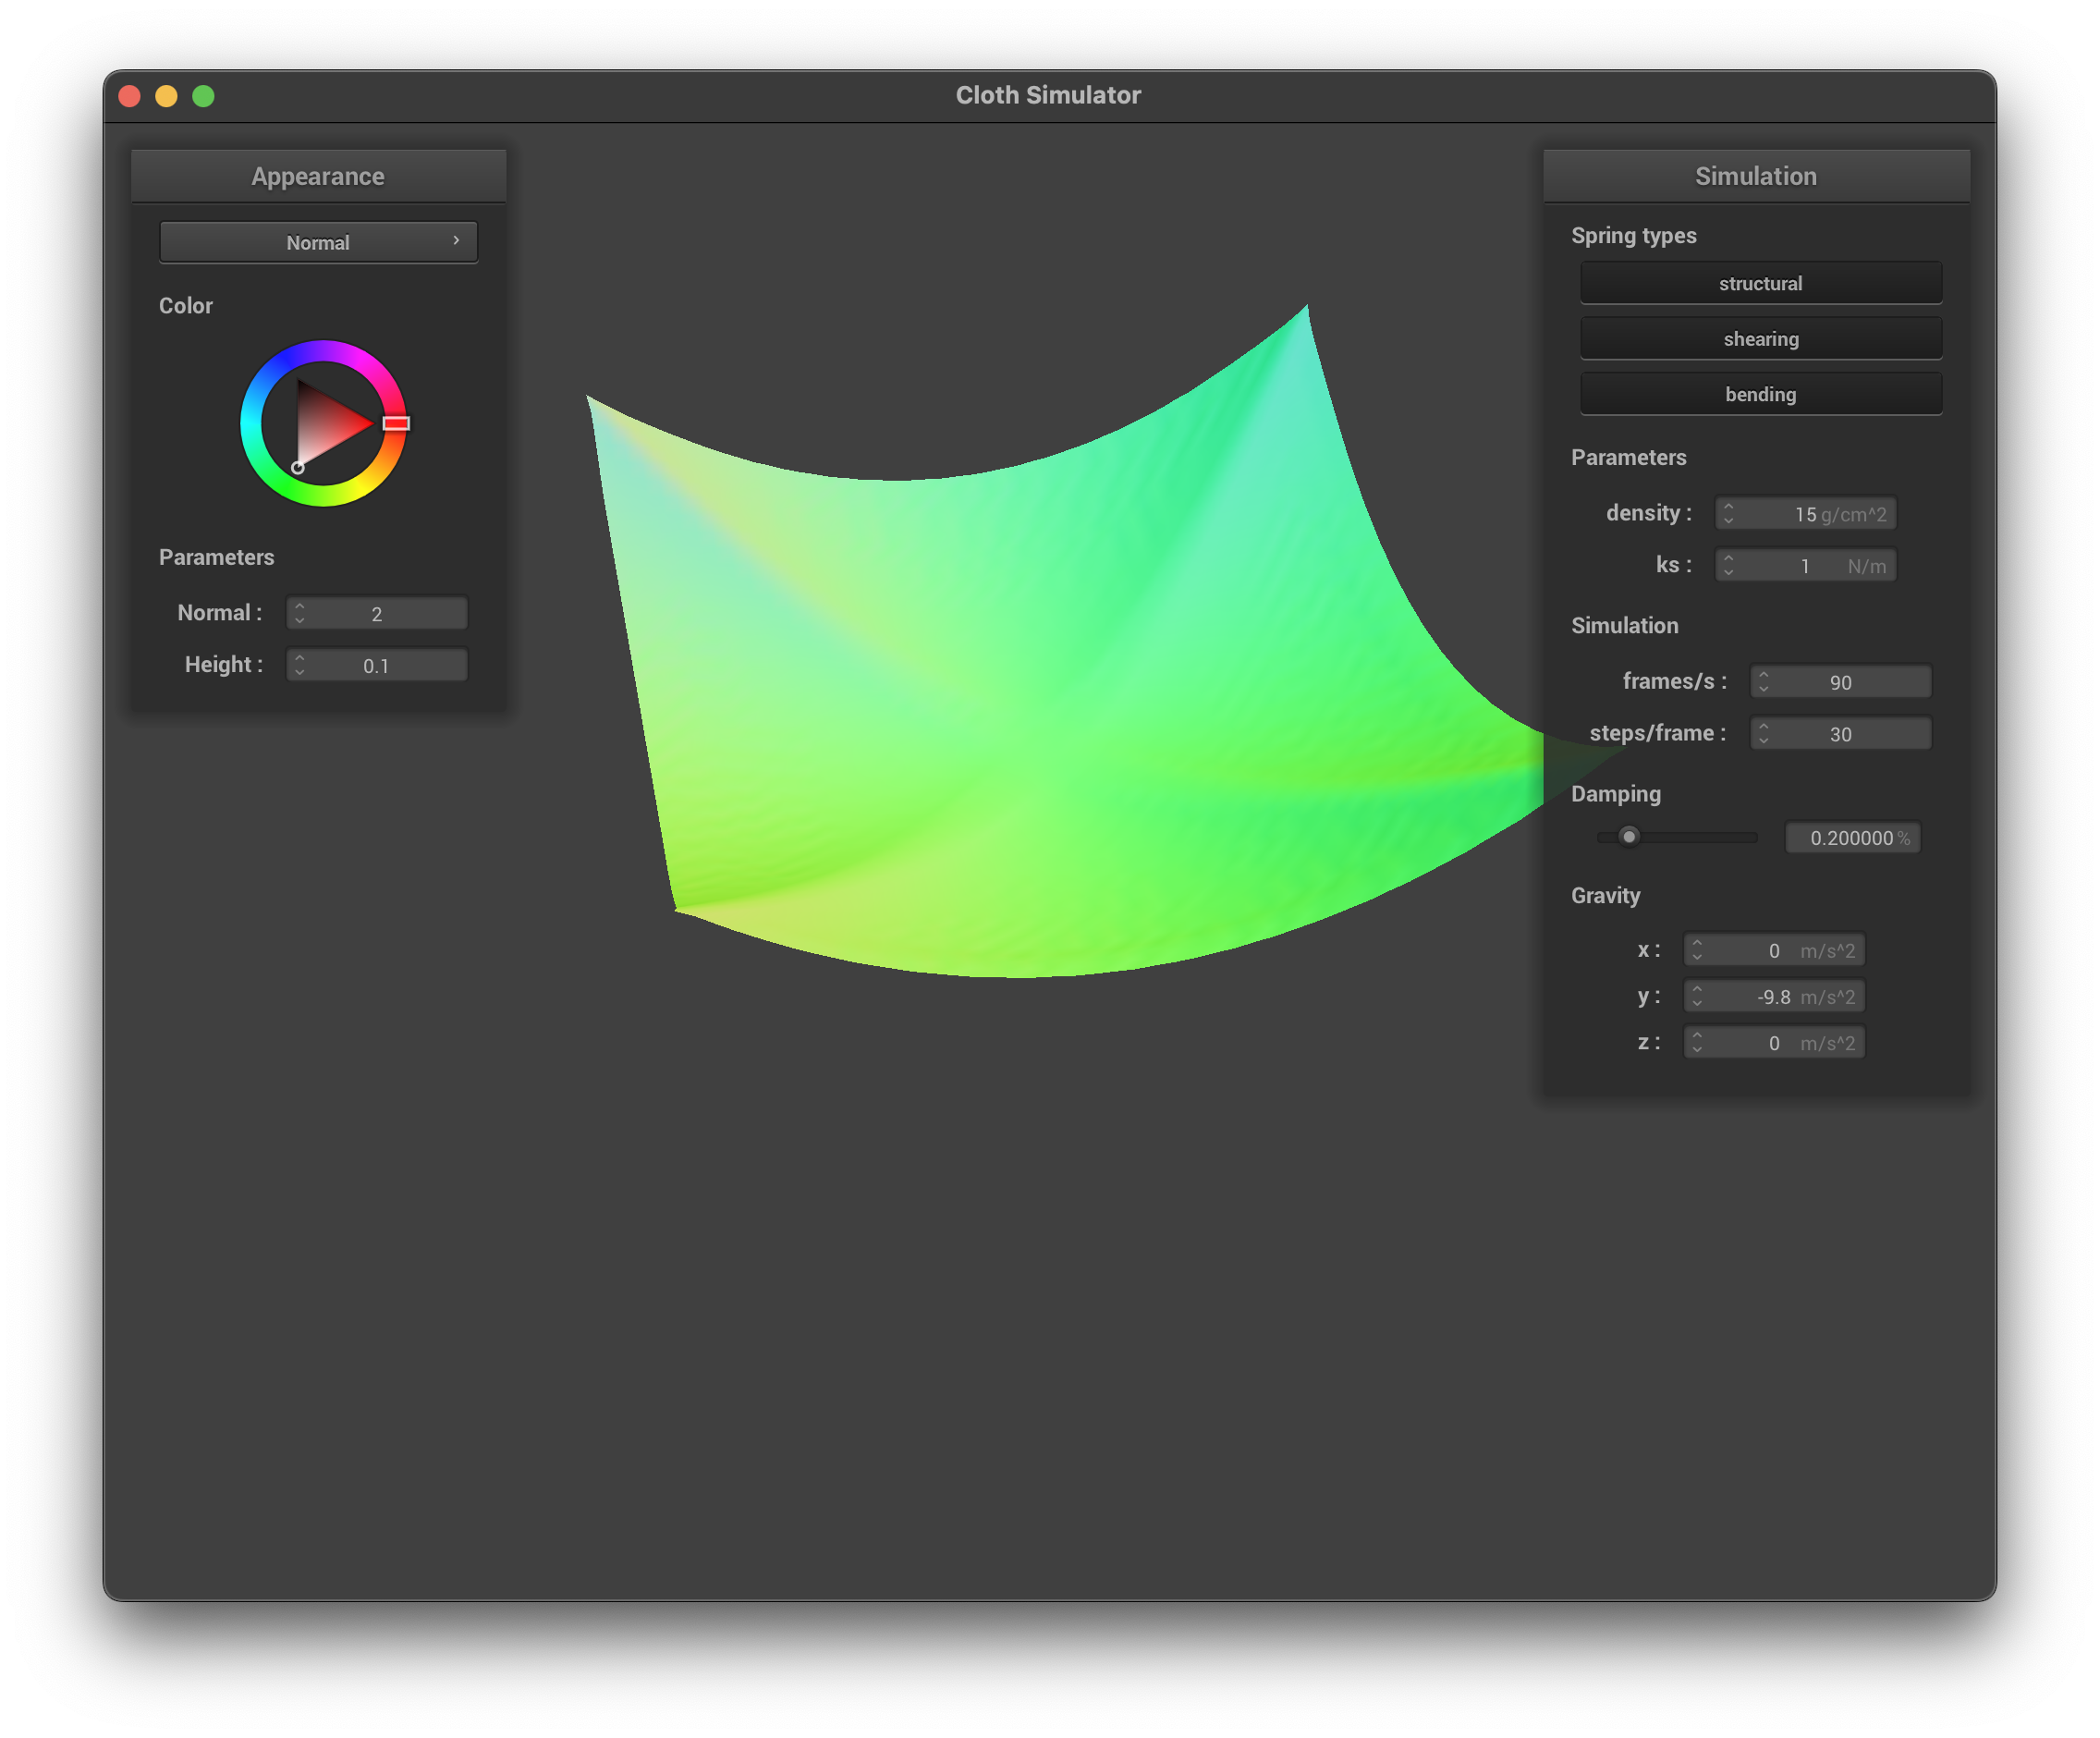 Cloth Simulator
Appearance
Normal
Color
Parameters
Normal : 2
Height : 0.1
Simulation
Spring types
structural
shearing
bending
Parameters
density : 15 g/cm^2
ks : 1 N/m
Simulation
frames/s : 90
steps/frame : 30
Damping
0.200000 %
Gravity
x : 0 m/s^2
y : -9.8 m/s^2
z : 0 m/s^2